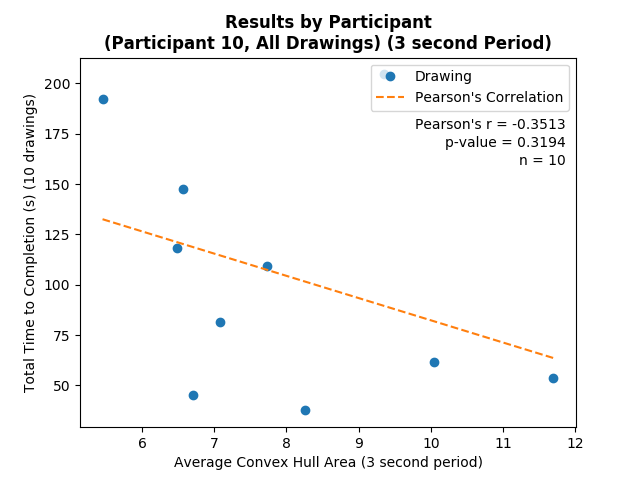 Results by Participant
(Participant 10, All Drawings) (3 second Period)
Drawing
Pearson's Correlation
Pearson's r = -0.3513
p-value = 0.3194
n = 10
Total Time to Completion (s) (10 drawings)
200
175
150
125
100
75
50
6 7 8 9 10 11 12
Average Convex Hull Area (3 second period)